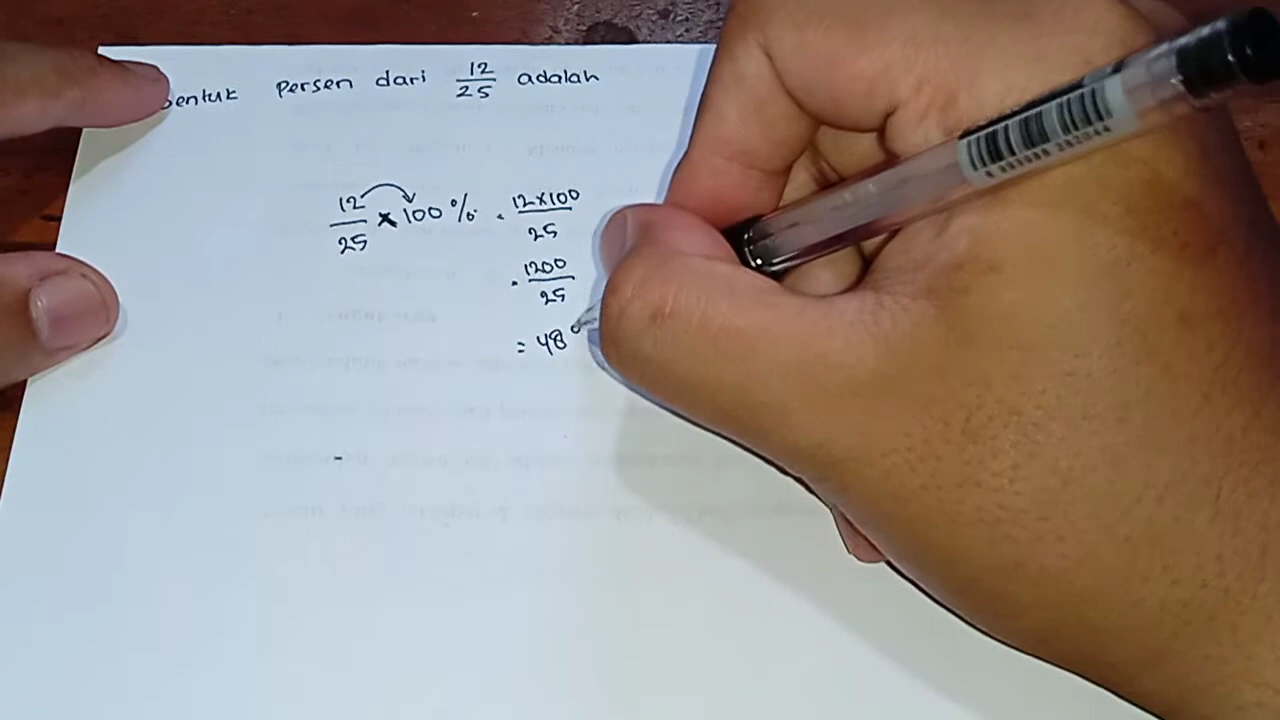 bentuk persen dari 12/25 adalah
12/25 × 100 % = 12×100/25
= 1200/25
= 48